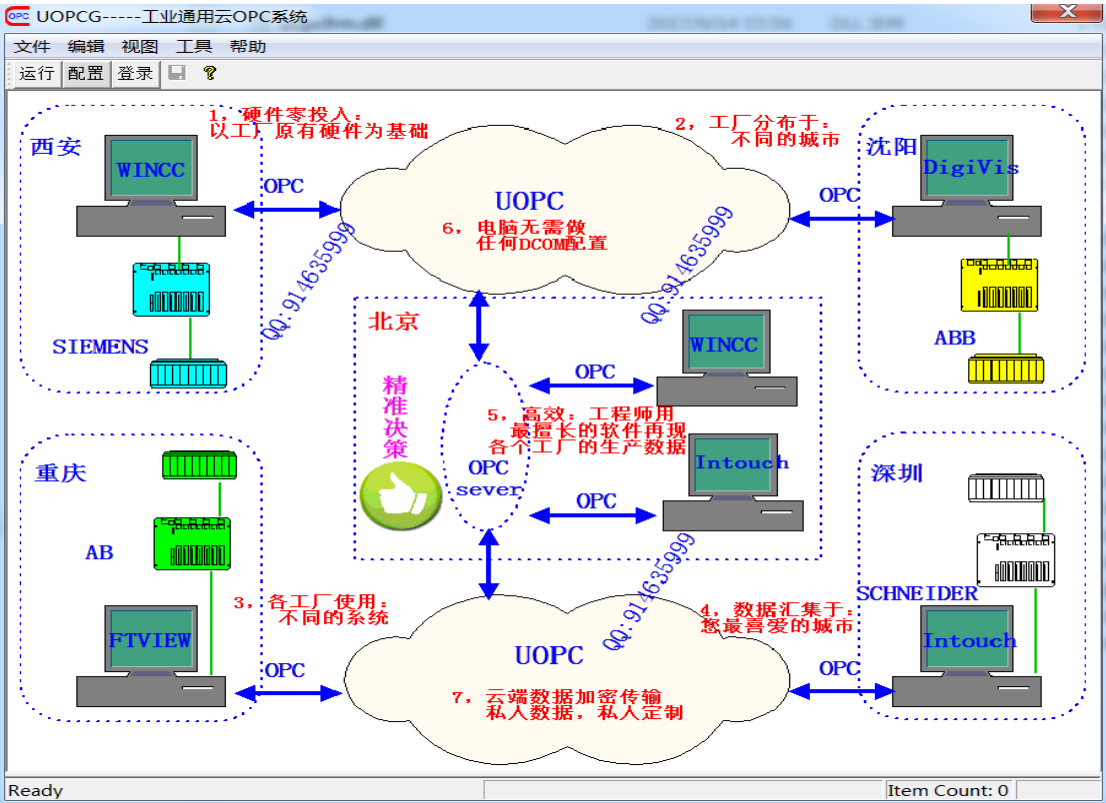 OPC UOPCG-----工业通用云OPC系统
文件 编辑 视图 工具 帮助
运行 配置 登录
西安
WINCC
1, 硬件零投入:
以工厂原有硬件为基础
OPC
SIEMENS
UOPC
6, 电脑无需做
任何DCOM配置
QQ:914635999
QQ:914635999
2, 工厂分布于:
不同的城市
沈阳
DigiVis
OPC
ABB
北京
精准决策
WINCC
OPC
5, 高效: 工程师用
最擅长的软件再现
各个工厂的生产数据
OPC
sever
Intouch
OPC
重庆
AB
FTVIEW
3, 各工厂使用:
不同的系统
OPC
QQ:914635999
UOPC
7, 云端数据加密传输
私人数据, 私人定制
深圳
SCHNEIDER
4, 数据汇集于:
您最喜爱的城市
Intouch
OPC
Ready
Item Count: 0